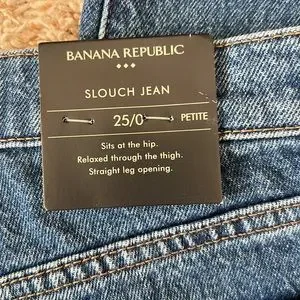 BANANA REPUBLIC
SLOUCH JEAN
25/0 PETITE
Sits at the hip.
Relaxed through the thigh.
Straight leg opening.